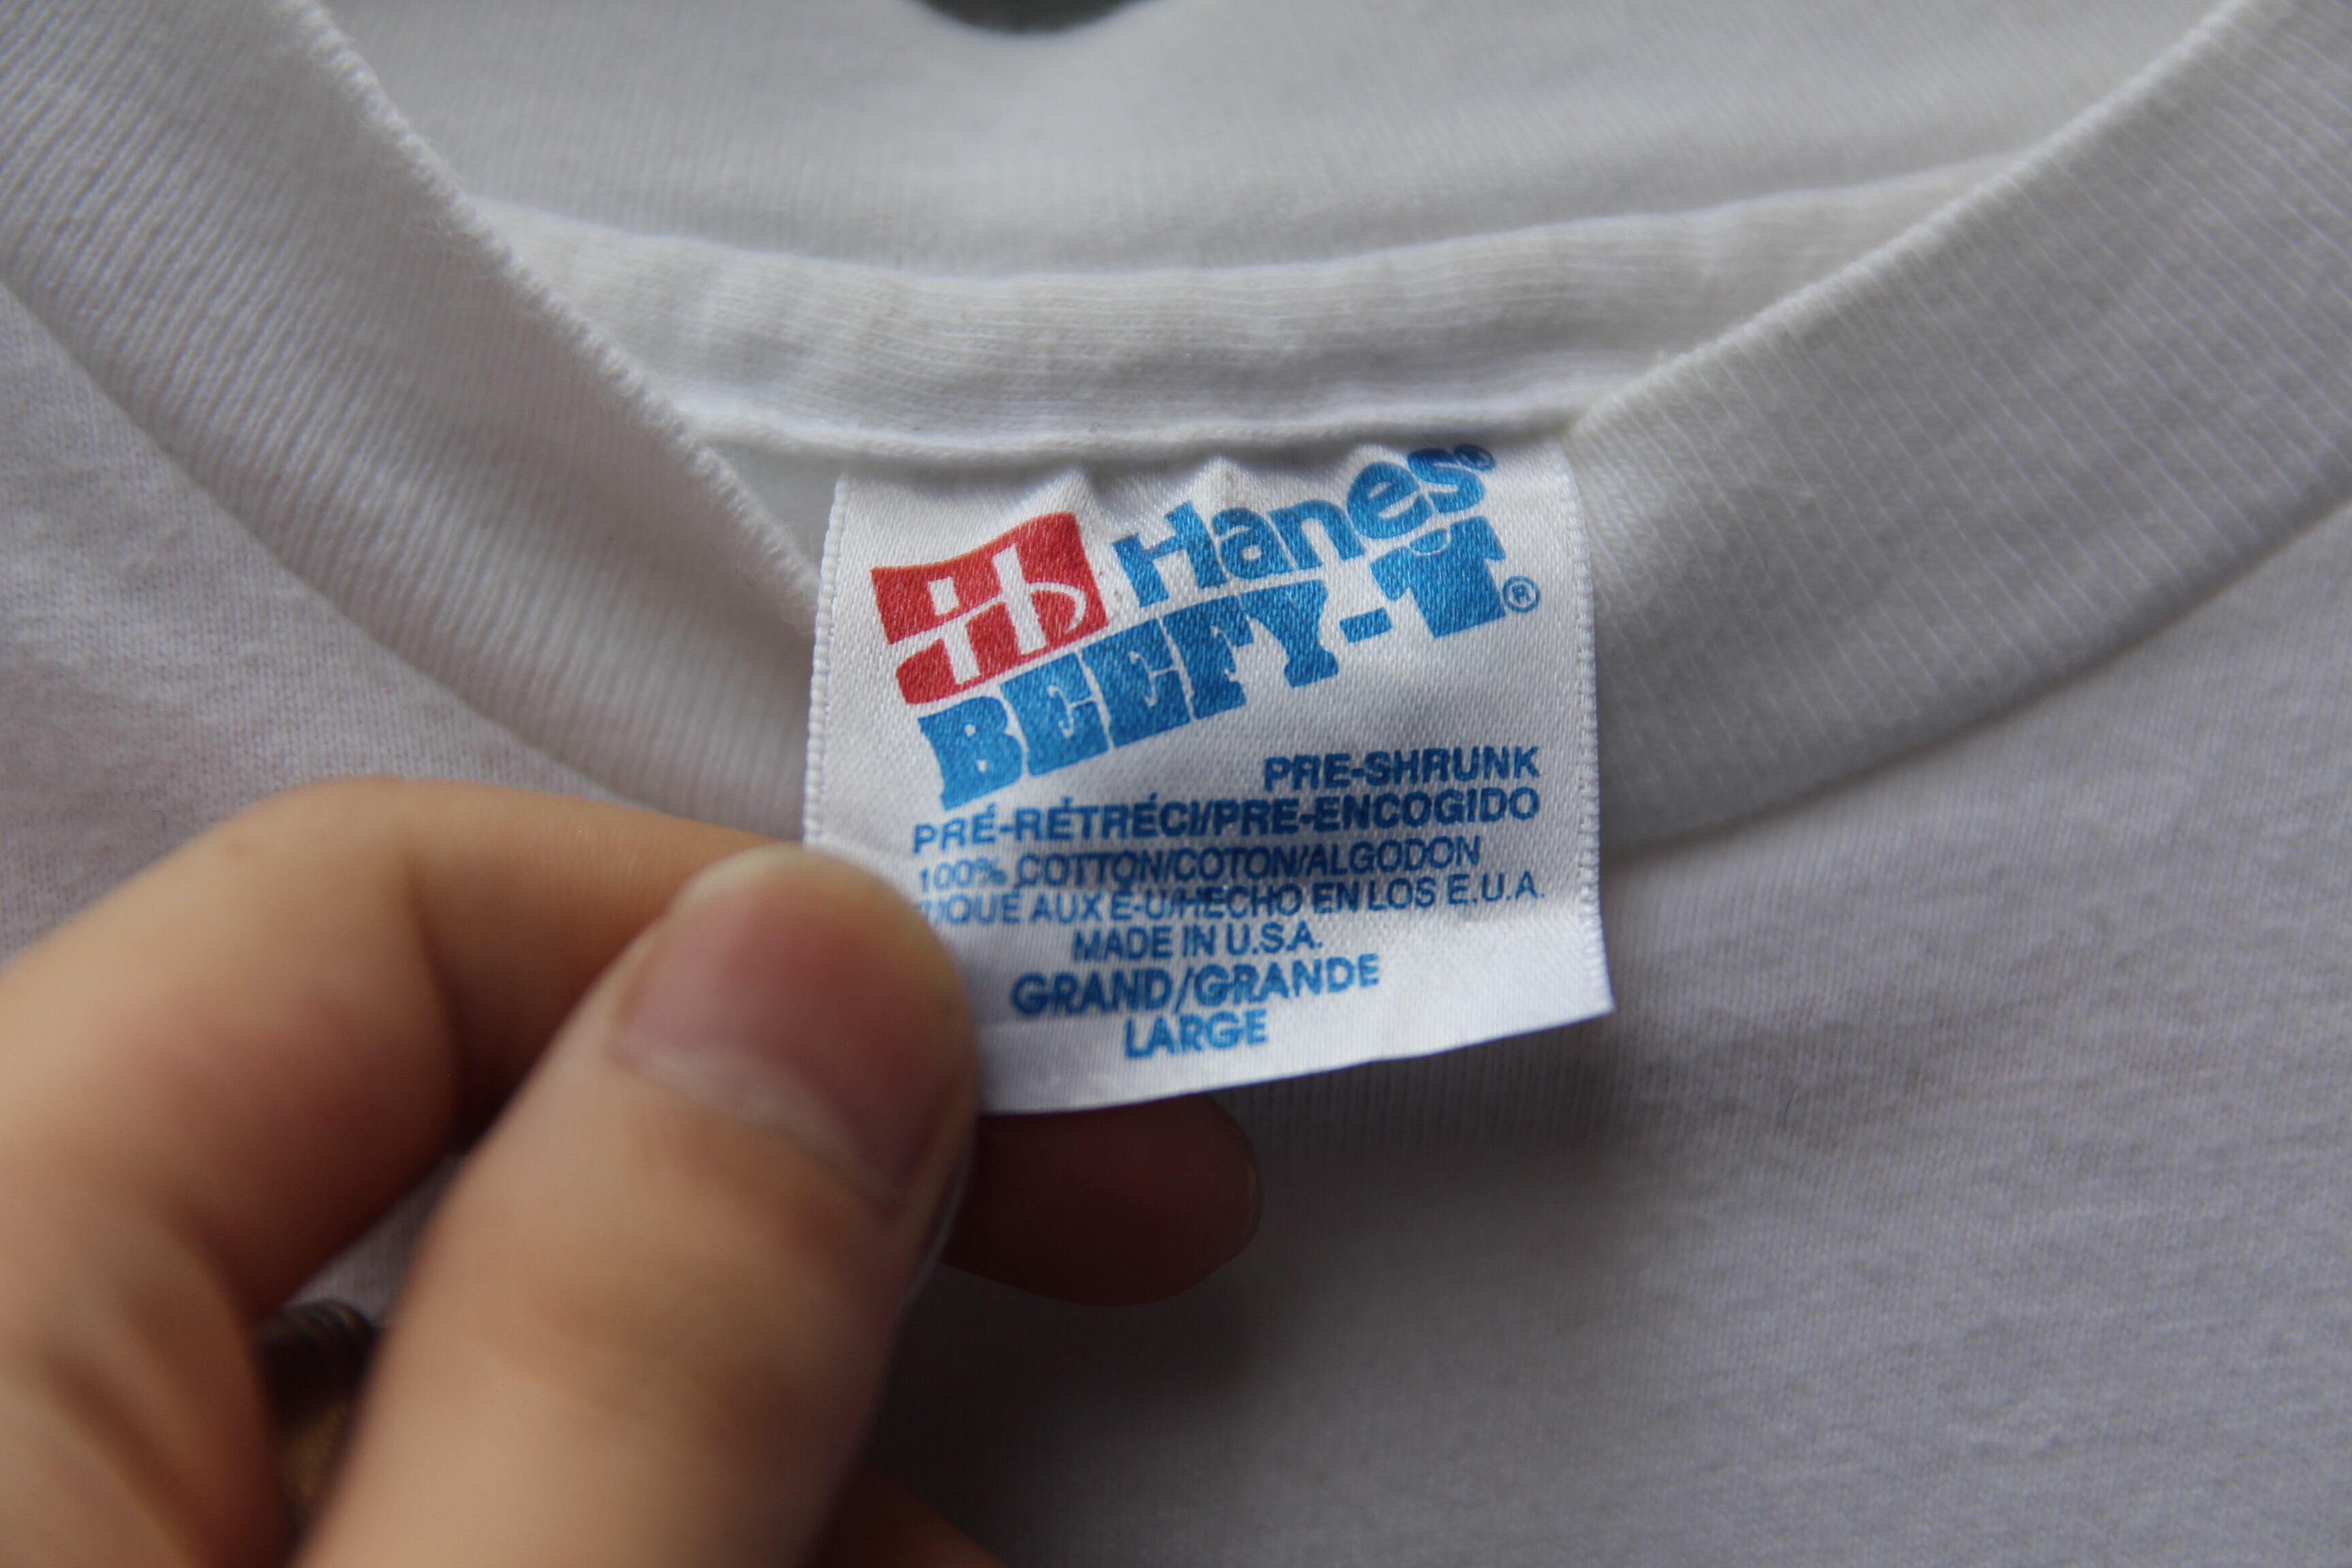 Hanes®
BEEFY-T®
PRE-SHRUNK
PRÉ-RÉTRÉCI/PRE-ENCOGIDO
100% COTTON/COTON/ALGODON
AUX É-U/HECHO EN LOS E.U.A.
MADE IN U.S.A.
GRAND/GRANDE
LARGE